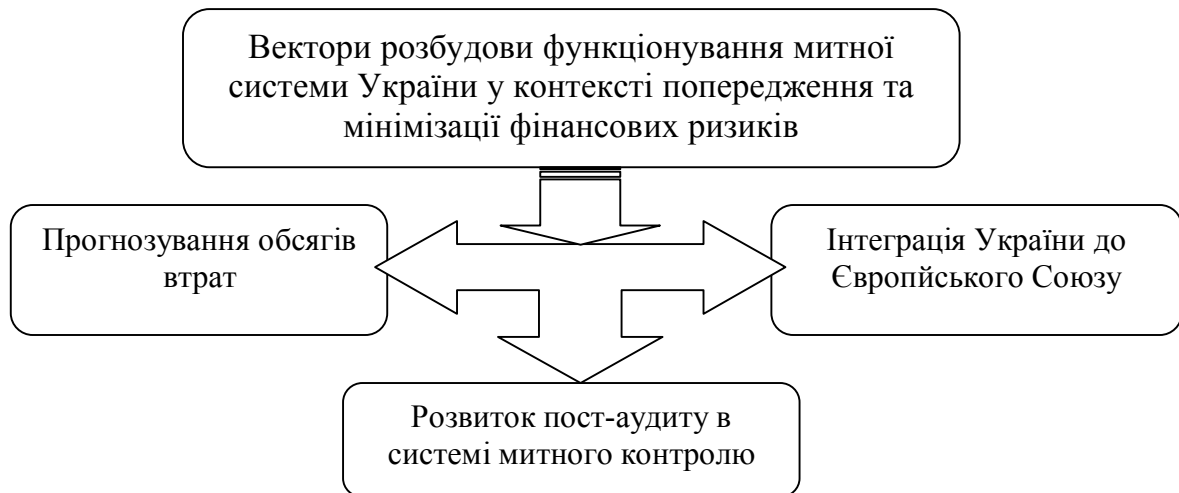 Вектори розбудови функціонування митної
системи України у контексті попередження та
мінімізації фінансових ризиків
Прогнозування обсягів
втрат
Інтеграція України до
Європйського Союзу
Розвиток пост-аудиту в
системі митного контролю